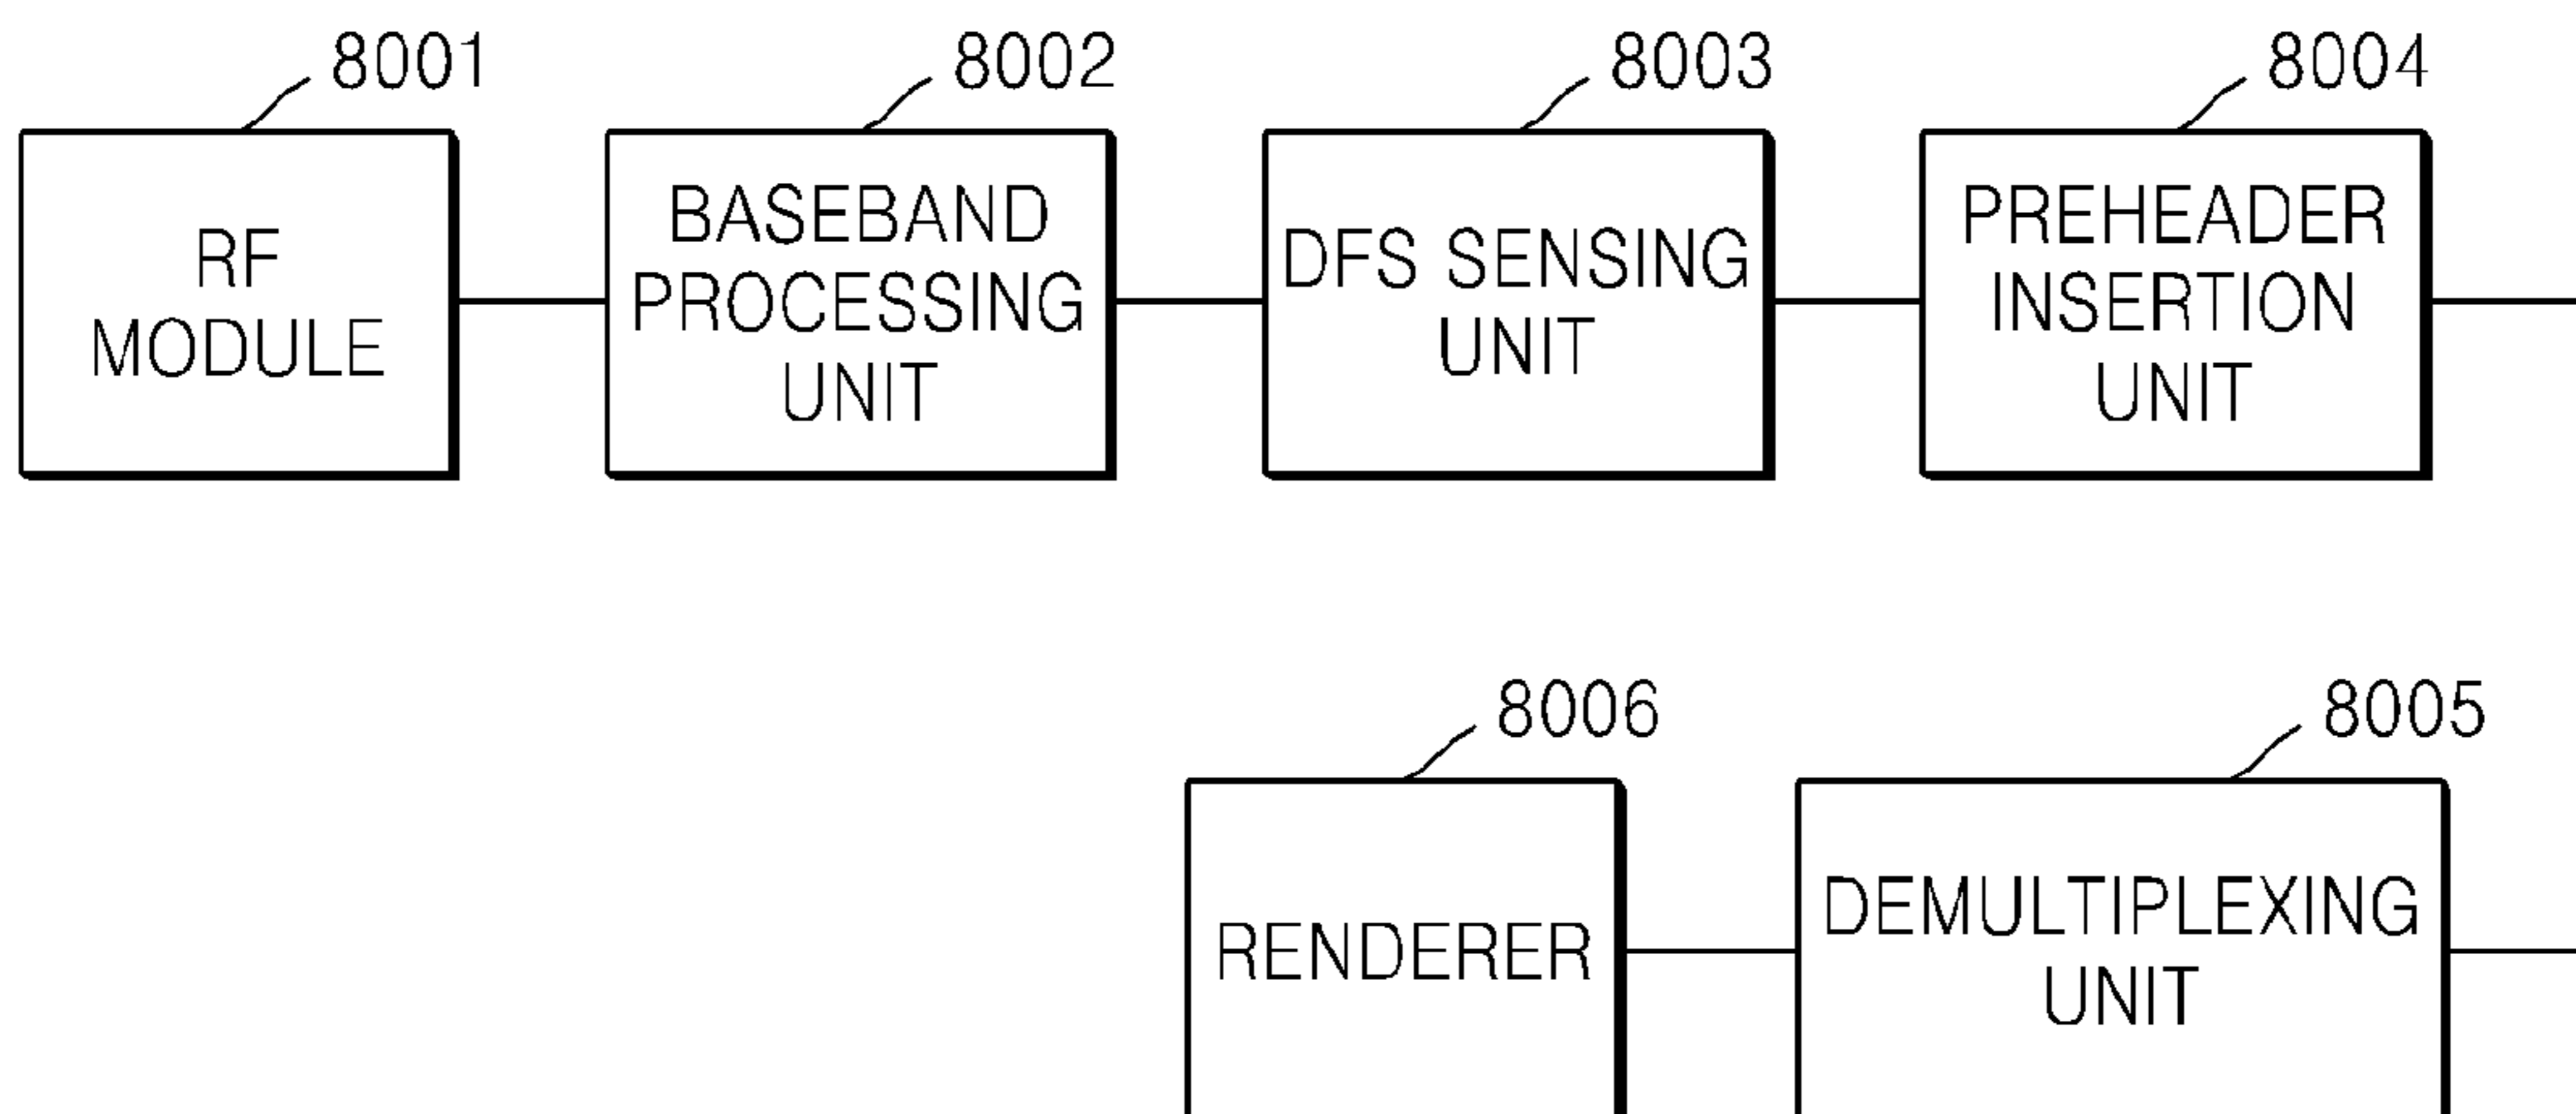 8001
8002
8003
8004
RF
MODULE
BASEBAND
PROCESSING
UNIT
DFS SENSING
UNIT
PREHEADER
INSERTION
UNIT
8006
8005
RENDERER
DEMULTIPLEXING
UNIT